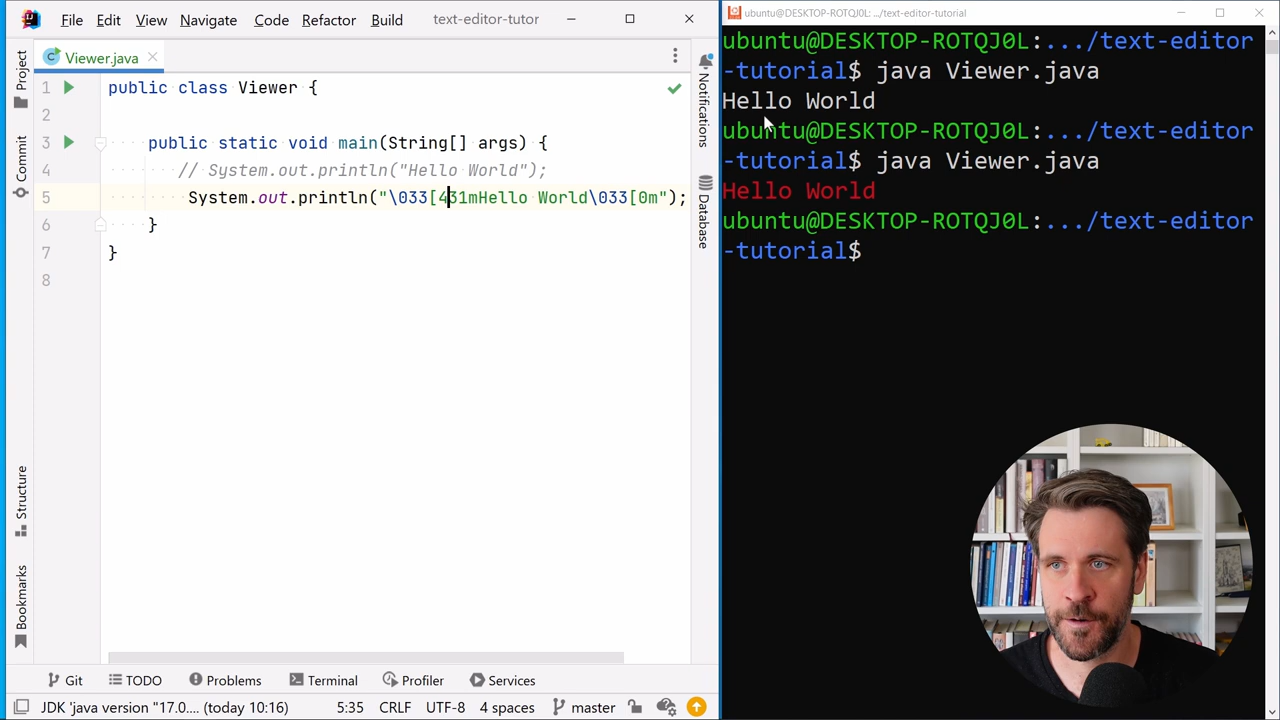 File Edit View Navigate Code Refactor Build text-editor-tutor
Viewer.java
1 public class Viewer {
2
3 public static void main(String[] args) {
4 // System.out.println("Hello World");
5 System.out.println("\033[431mHello World\033[0m");
6 }
7 }
8
Project
Commit
Structure
Bookmarks
Notifications
Database
Git TODO Problems Terminal Profiler Services
JDK 'java version "17.0.... (today 10:16) 5:35 CRLF UTF-8 4 spaces master
ubuntu@DESKTOP-ROTQJ0L: .../text-editor-tutorial
ubuntu@DESKTOP-ROTQJ0L:.../text-editor
-tutorial$ java Viewer.java
Hello World
ubuntu@DESKTOP-ROTQJ0L:.../text-editor
-tutorial$ java Viewer.java
Hello World
ubuntu@DESKTOP-ROTQJ0L:.../text-editor
-tutorial$